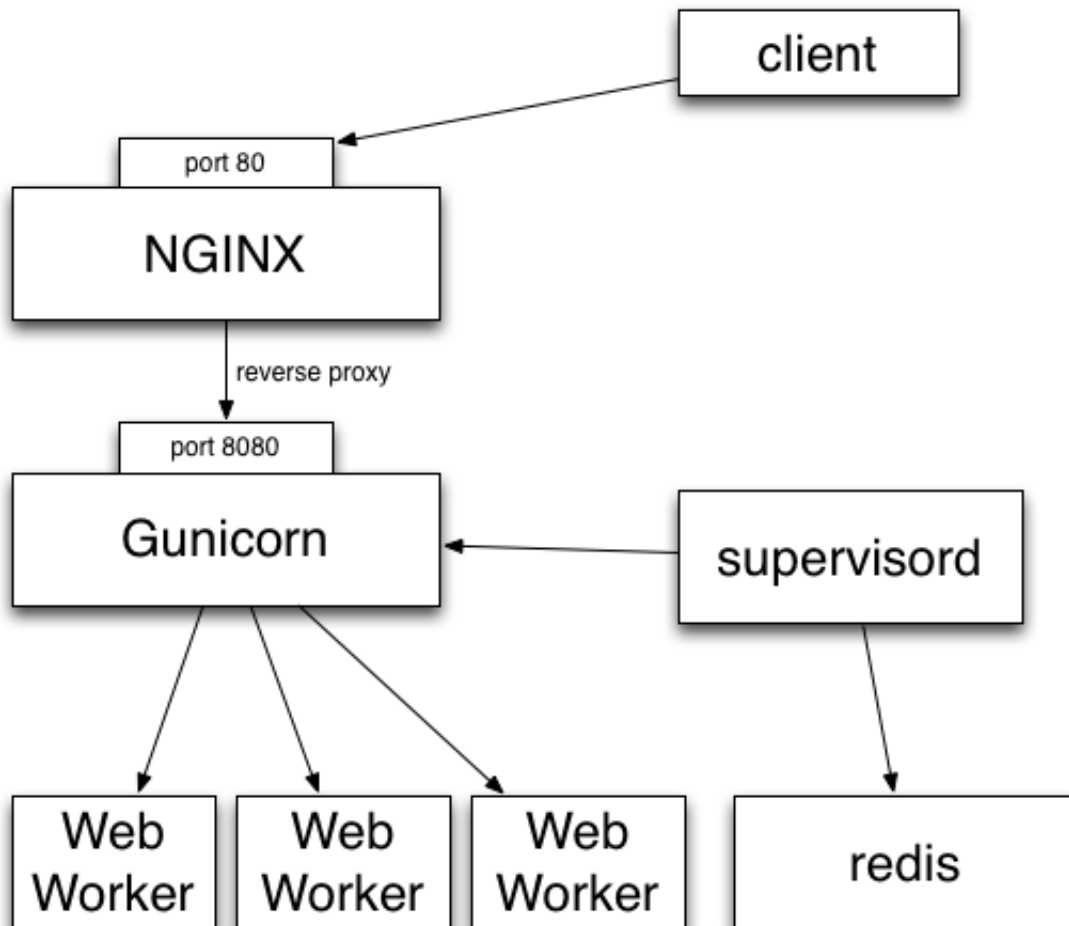 client
port 80
NGINX
reverse proxy
port 8080
Gunicorn
supervisord
Web
Worker
Web
Worker
Web
Worker
redis